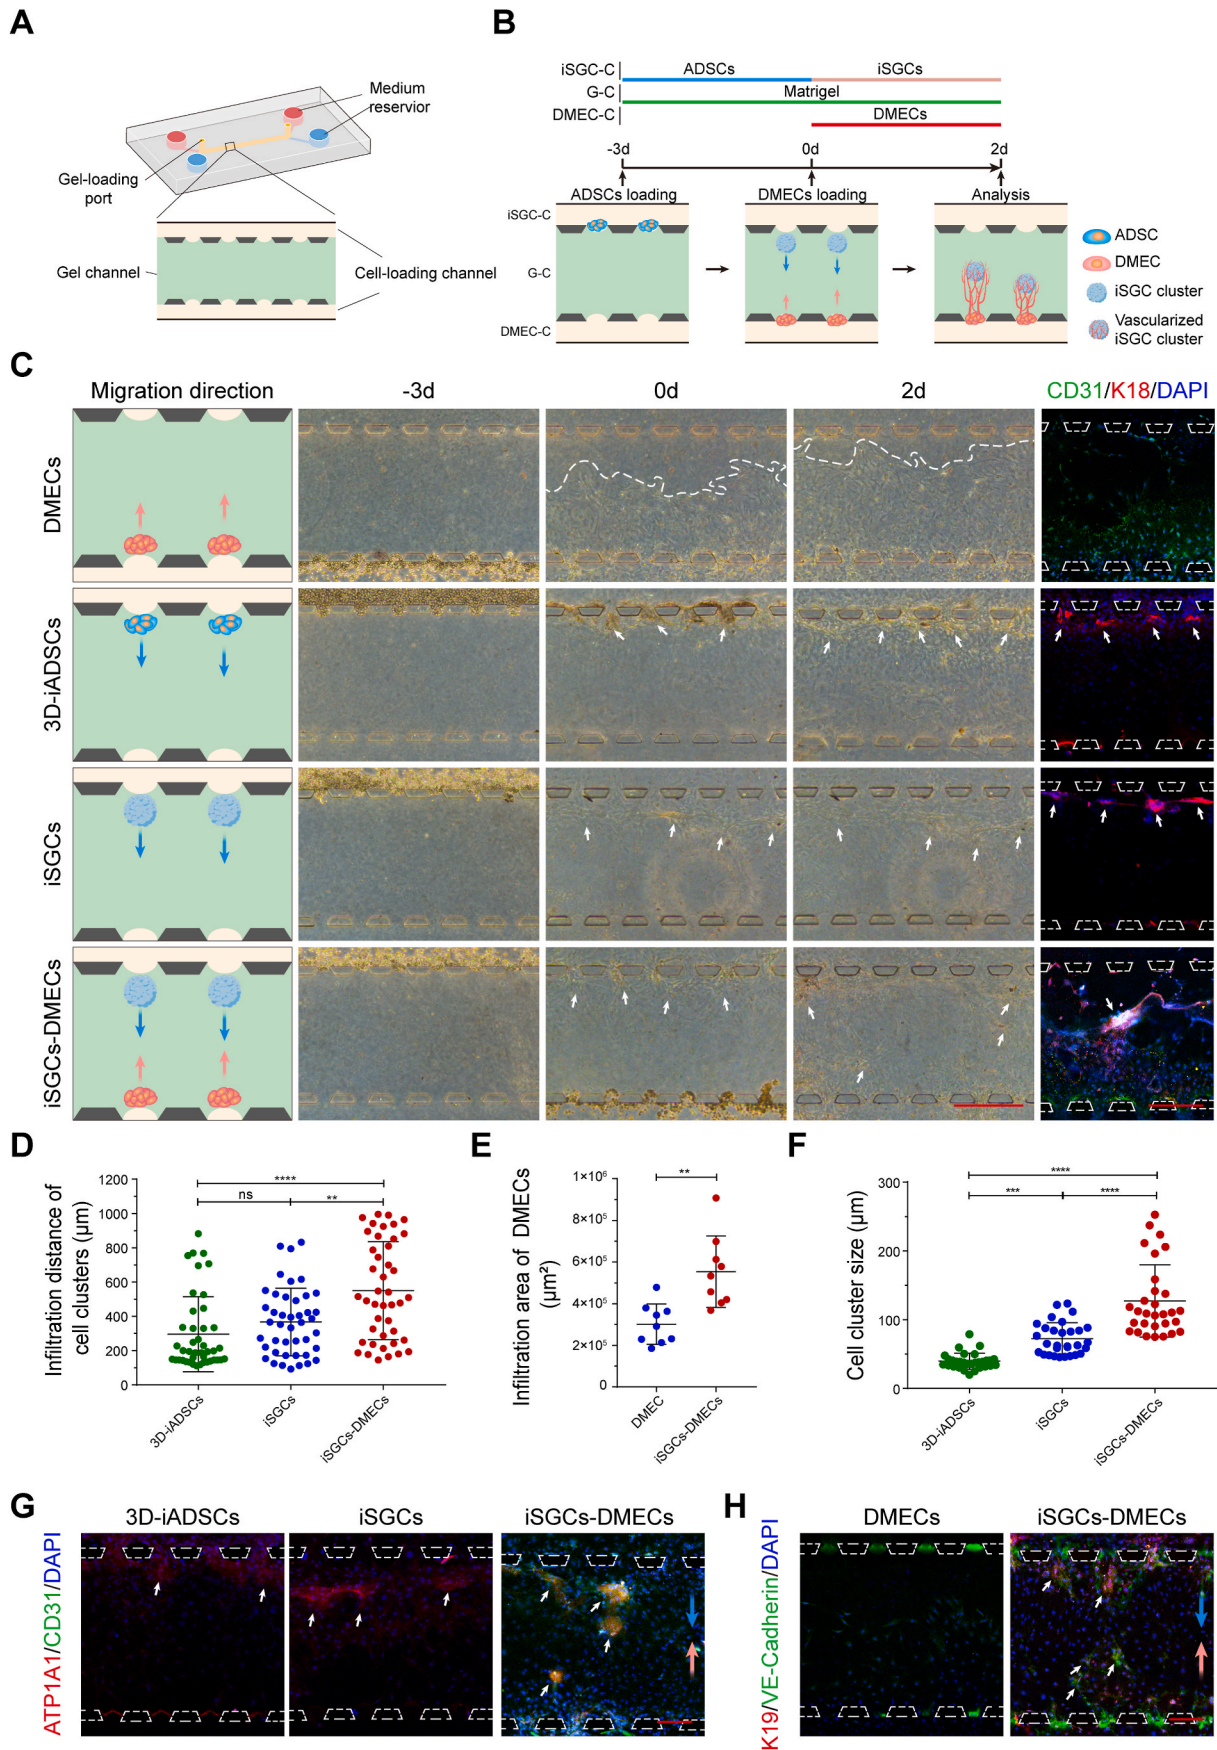 A
Medium
reservior
Gel-loading
port
Gel channel
Cell-loading channel
B
iSGC-C
ADSCs
iSGCs
G-C
Matrigel
DMEC-C
DMECs
-3d
0d
2d
ADSCs loading
DMECs loading
Analysis
iSGC-C
G-C
DMEC-C
ADSC
DMEC
iSGC cluster
Vascularized
iSGC cluster
C
Migration direction
-3d
0d
2d
CD31/K18/DAPI
DMECs
3D-iADSCs
iSGCs
iSGCs-DMECs
D
Infiltration distance of
cell clusters (μm)
1200
1000
800
600
400
200
0
****
ns
**
3D-iADSCs
iSGCs
iSGCs-DMECs
E
Infiltration area of DMECs
(μm²)
1×10⁶
8×10⁵
6×10⁵
4×10⁵
2×10⁵
0
**
DMEC
iSGCs-DMECs
F
Cell cluster size (μm)
300
200
100
0
****
***
****
3D-iADSCs
iSGCs
iSGCs-DMECs
G
3D-iADSCs
iSGCs
iSGCs-DMECs
ATP1A1/CD31/DAPI
H
DMECs
iSGCs-DMECs
K19/VE-Cadherin/DAPI